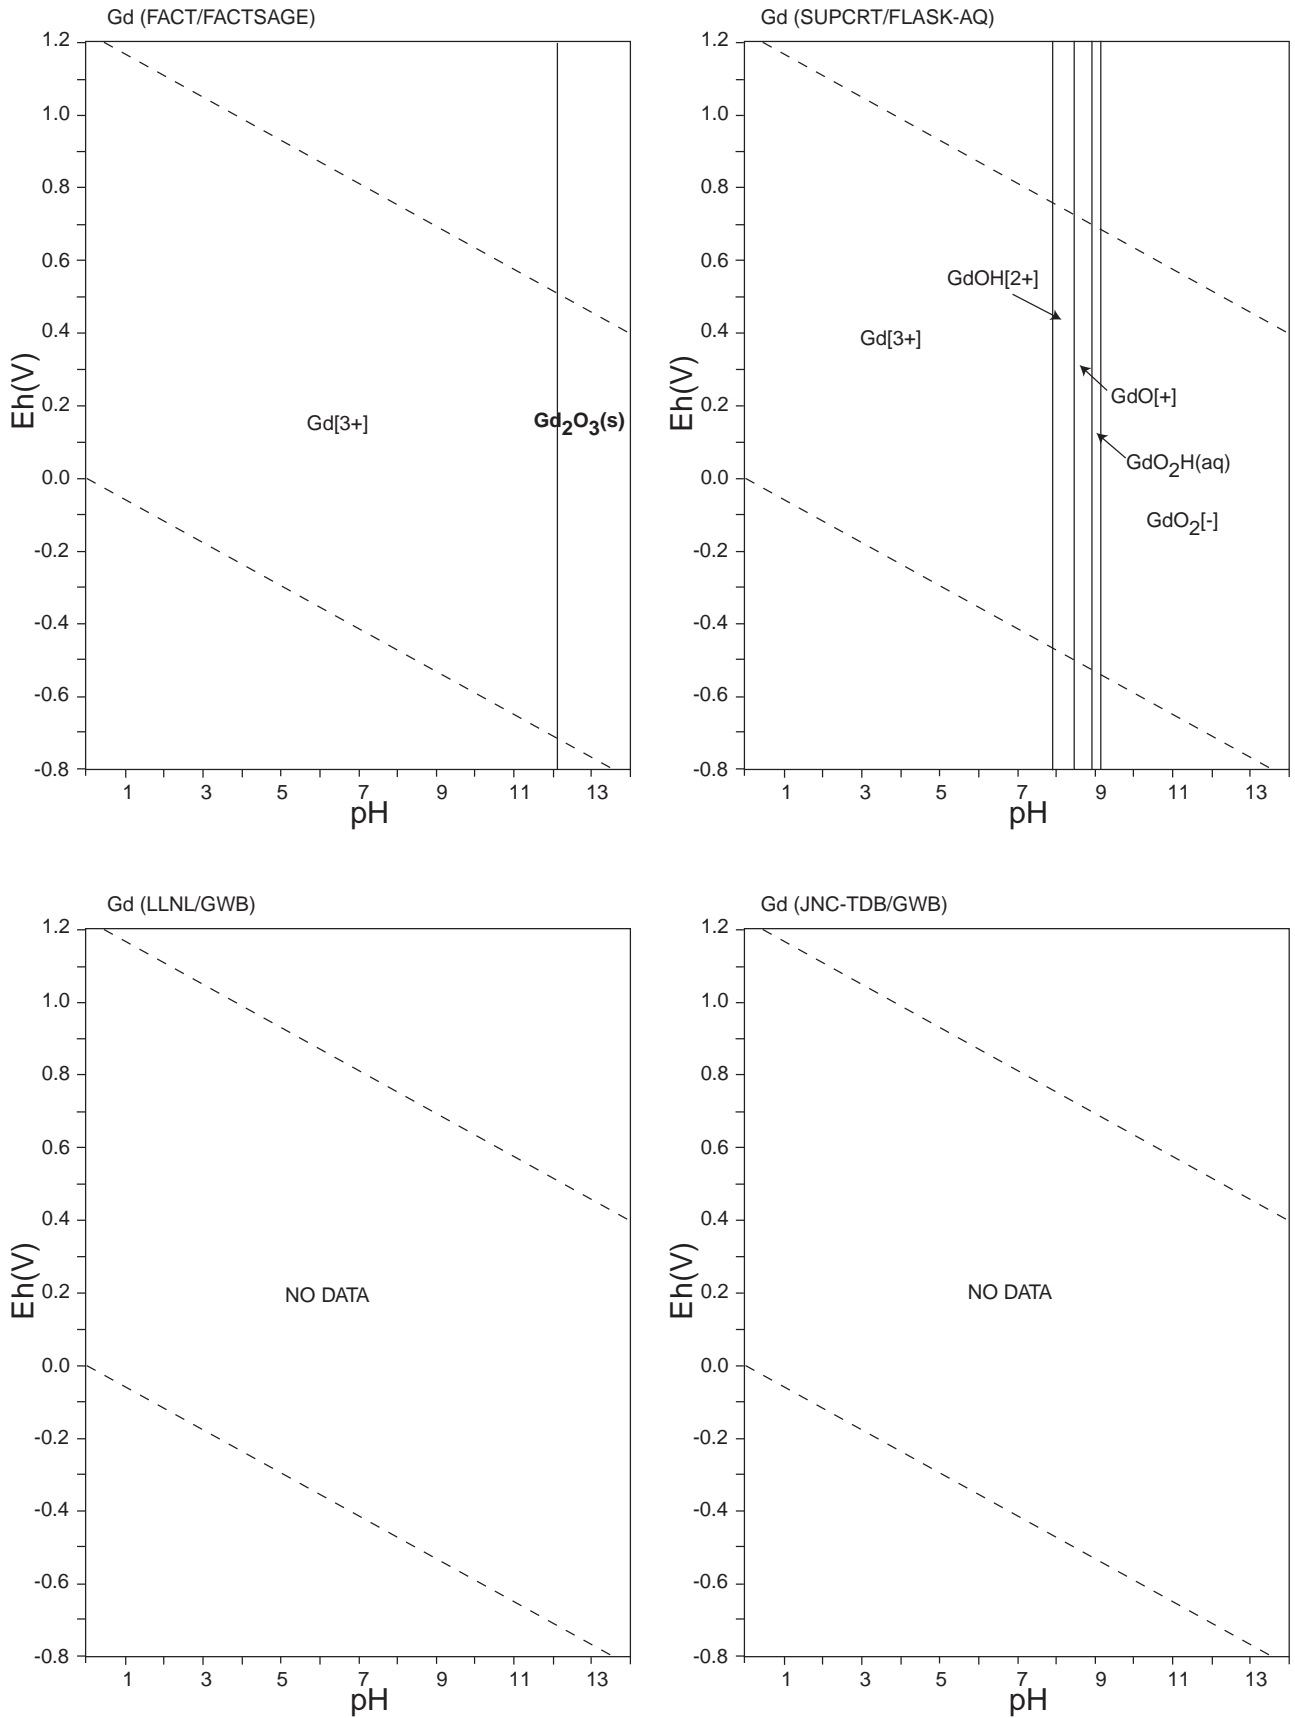 Gd (FACT/FACTSAGE)
1.2
1.0
0.8
0.6
0.4
0.2
0.0
-0.2
-0.4
-0.6
-0.8
Eh(V)
Gd[3+]
Gd2O3(s)
1 3 5 7 9 11 13
pH
Gd (SUPCRT/FLASK-AQ)
1.2
1.0
0.8
0.6
0.4
0.2
0.0
-0.2
-0.4
-0.6
-0.8
Eh(V)
GdOH[2+]
Gd[3+]
GdO[+]
GdO2H(aq)
GdO2[-]
1 3 5 7 9 11 13
pH
Gd (LLNL/GWB)
1.2
1.0
0.8
0.6
0.4
0.2
0.0
-0.2
-0.4
-0.6
-0.8
Eh(V)
NO DATA
1 3 5 7 9 11 13
pH
Gd (JNC-TDB/GWB)
1.2
1.0
0.8
0.6
0.4
0.2
0.0
-0.2
-0.4
-0.6
-0.8
Eh(V)
NO DATA
1 3 5 7 9 11 13
pH